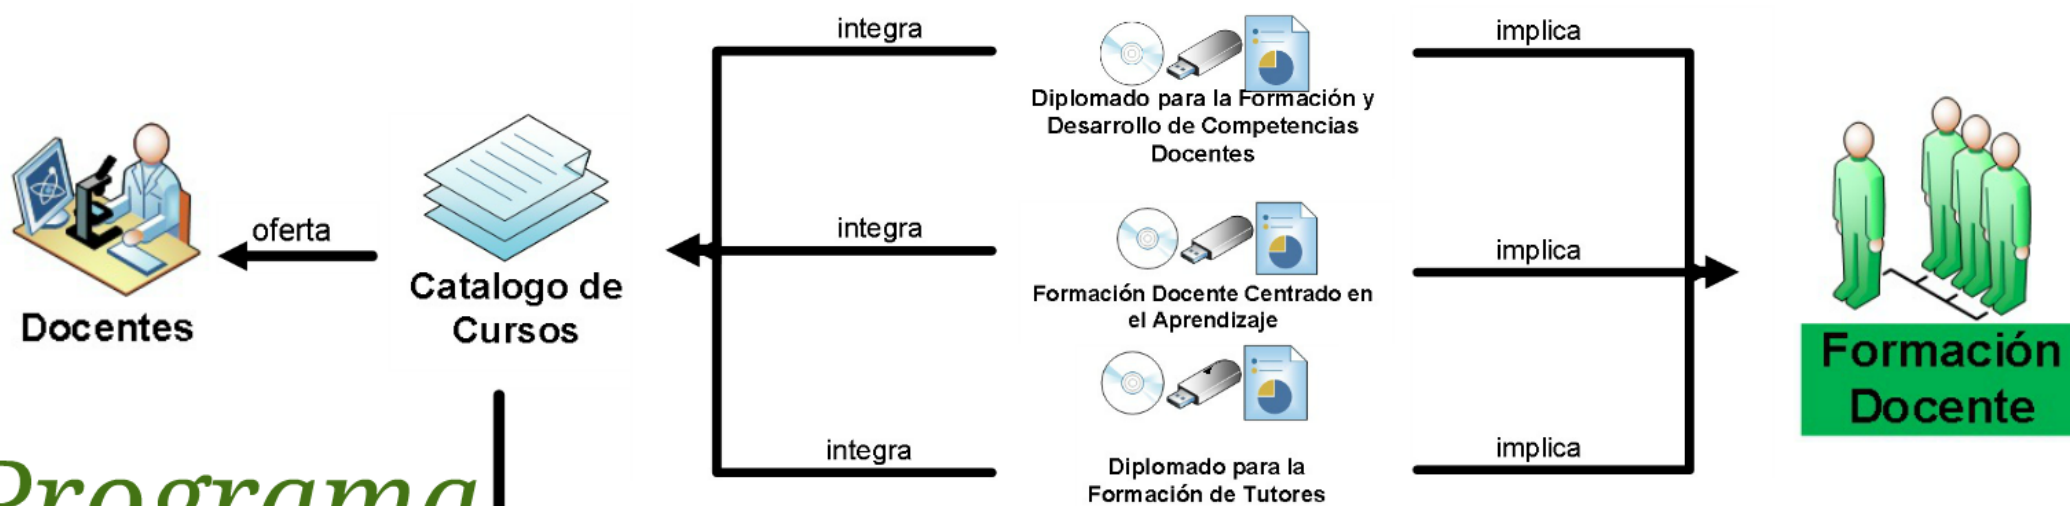 integra
implica
Diplomado para la Formación y
Desarrollo de Competencias
Docentes
oferta
integra
implica
Catalogo de
Cursos
Docentes
Formación Docente Centrado en
el Aprendizaje
Formación
Docente
integra
implica
Diplomado para la
Formación de Tutores
Programa